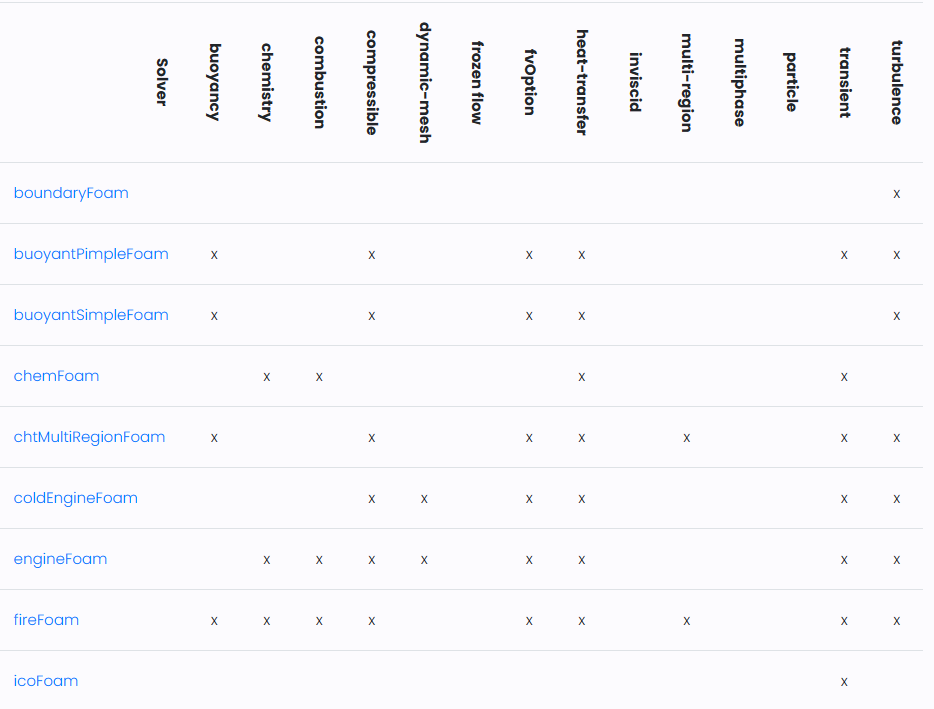 Solver buoyancy chemistry combustion compressible dynamic-mesh frozen flow fvOption heat-transfer inviscid multi-region multiphase particle transient turbulence
boundaryFoam x
buoyantPimpleFoam x x x x x x
buoyantSimpleFoam x x x x x
chemFoam x x x x
chtMultiRegionFoam x x x x x x x
coldEngineFoam x x x x x x
engineFoam x x x x x x x x
fireFoam x x x x x x x x x
icoFoam x